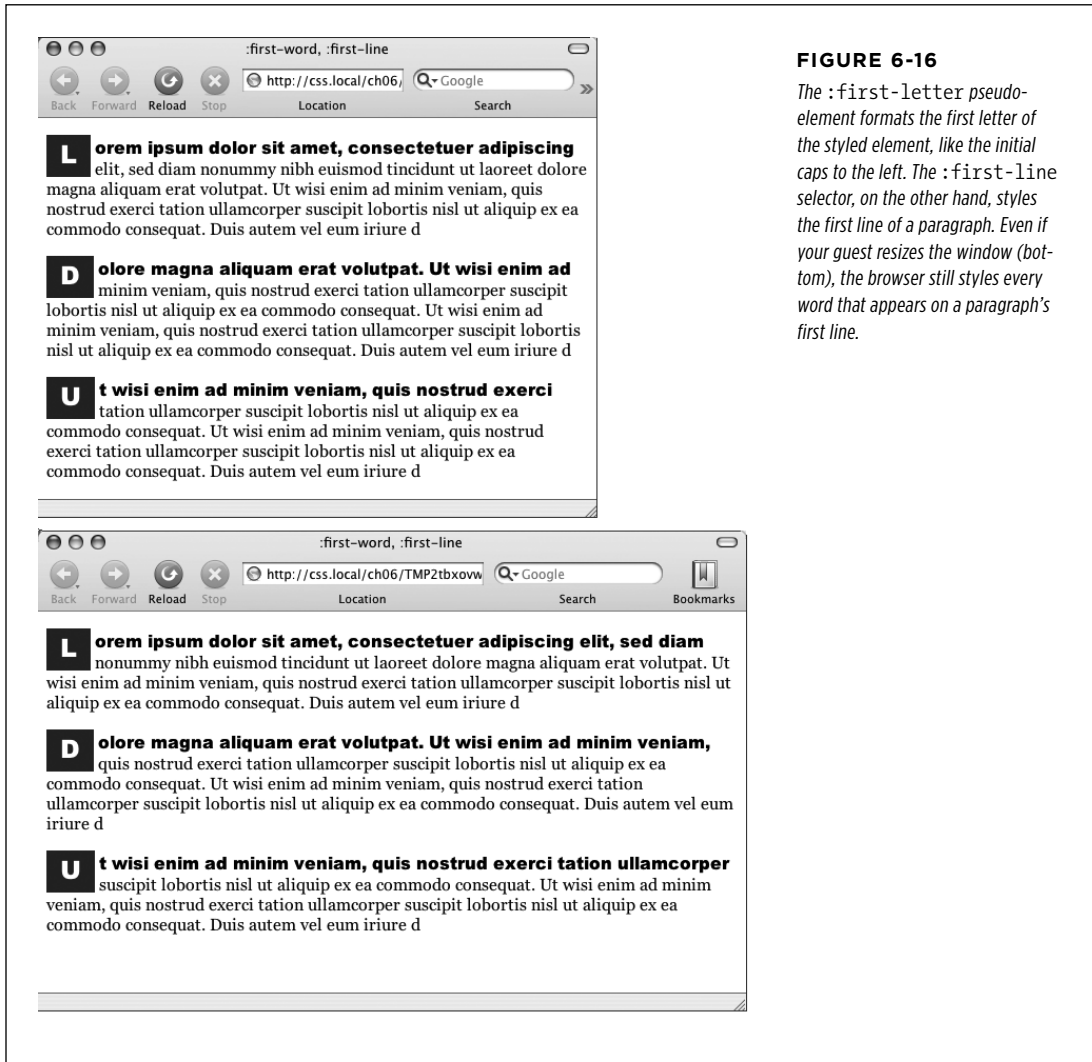 :first-word, :first-line
http://css.local/ch06/
Google
»
Back
Forward
Reload
Stop
Location
Search
L orem ipsum dolor sit amet, consectetuer adipiscing
elit, sed diam nonummy nibh euismod tincidunt ut laoreet dolore
magna aliquam erat volutpat. Ut wisi enim ad minim veniam, quis
nostrud exerci tation ullamcorper suscipit lobortis nisl ut aliquip ex ea
commodo consequat. Duis autem vel eum iriure d
D olore magna aliquam erat volutpat. Ut wisi enim ad
minim veniam, quis nostrud exerci tation ullamcorper suscipit
lobortis nisl ut aliquip ex ea commodo consequat. Ut wisi enim ad
minim veniam, quis nostrud exerci tation ullamcorper suscipit lobortis
nisl ut aliquip ex ea commodo consequat. Duis autem vel eum iriure d
U t wisi enim ad minim veniam, quis nostrud exerci
tation ullamcorper suscipit lobortis nisl ut aliquip ex ea
commodo consequat. Ut wisi enim ad minim veniam, quis nostrud
exerci tation ullamcorper suscipit lobortis nisl ut aliquip ex ea
commodo consequat. Duis autem vel eum iriure d
:first-word, :first-line
http://css.local/ch06/TMP2tbxovw
Google
Back
Forward
Reload
Stop
Location
Search
Bookmarks
L orem ipsum dolor sit amet, consectetuer adipiscing elit, sed diam
nonummy nibh euismod tincidunt ut laoreet dolore magna aliquam erat volutpat. Ut
wisi enim ad minim veniam, quis nostrud exerci tation ullamcorper suscipit lobortis nisl ut
aliquip ex ea commodo consequat. Duis autem vel eum iriure d
D olore magna aliquam erat volutpat. Ut wisi enim ad minim veniam,
quis nostrud exerci tation ullamcorper suscipit lobortis nisl ut aliquip ex ea
commodo consequat. Ut wisi enim ad minim veniam, quis nostrud exerci tation
ullamcorper suscipit lobortis nisl ut aliquip ex ea commodo consequat. Duis autem vel eum
iriure d
U t wisi enim ad minim veniam, quis nostrud exerci tation ullamcorper
suscipit lobortis nisl ut aliquip ex ea commodo consequat. Ut wisi enim ad minim
veniam, quis nostrud exerci tation ullamcorper suscipit lobortis nisl ut aliquip ex ea
commodo consequat. Duis autem vel eum iriure d
FIGURE 6-16
The :first-letter pseudo-
element formats the first letter of
the styled element, like the initial
caps to the left. The :first-line
selector, on the other hand, styles
the first line of a paragraph. Even if
your guest resizes the window (bot-
tom), the browser still styles every
word that appears on a paragraph's
first line.